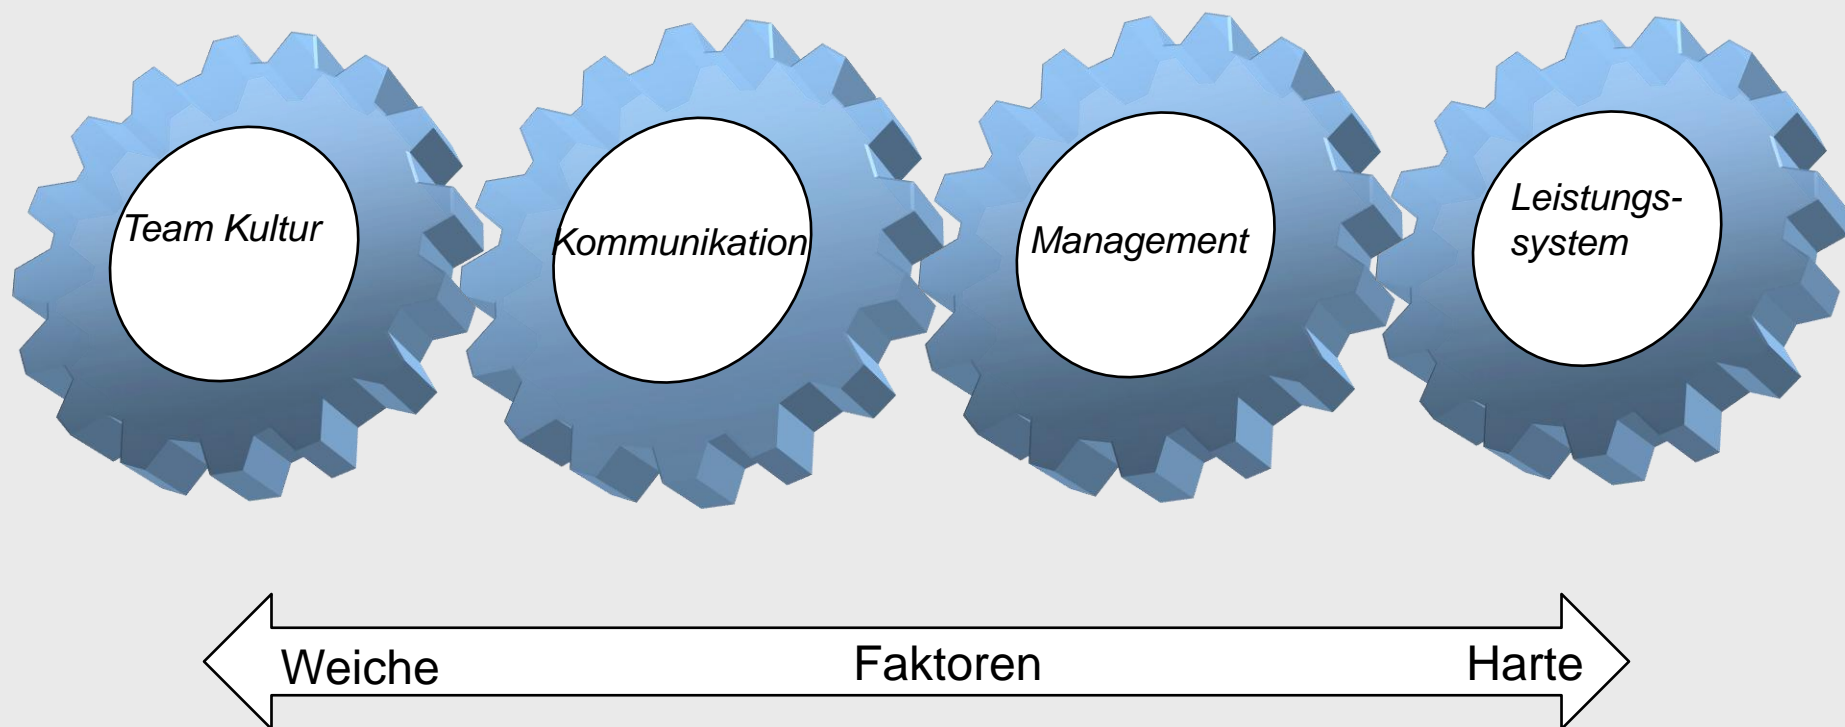 Team Kultur
Kommunikation
Management
Leistungs-
system
Weiche Faktoren Harte